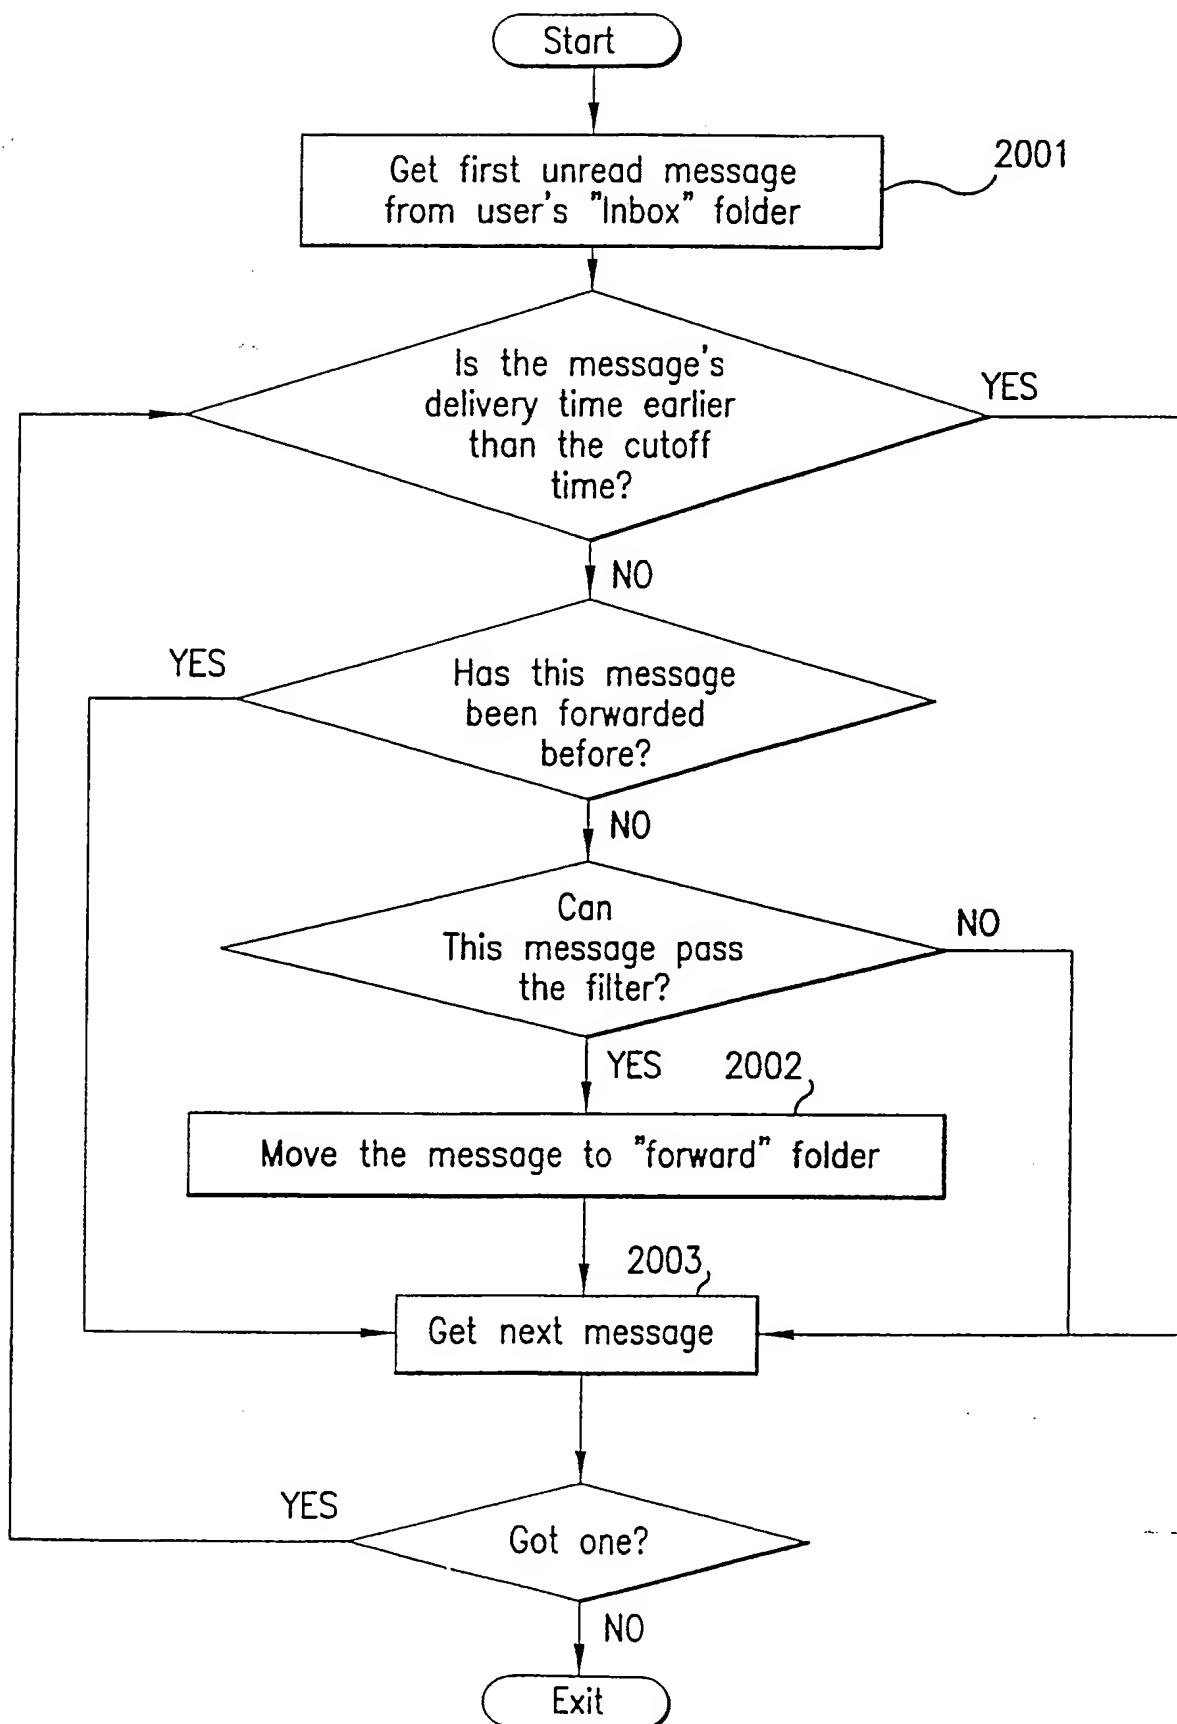 Start
Get first unread message
from user's "Inbox" folder
2001
Is the message's
delivery time earlier
than the cutoff
time?
YES
NO
YES
Has this message
been forwarded
before?
NO
Can
This message pass
the filter?
NO
YES
2002
Move the message to "forward" folder
2003
Get next message
YES
Got one?
NO
Exit